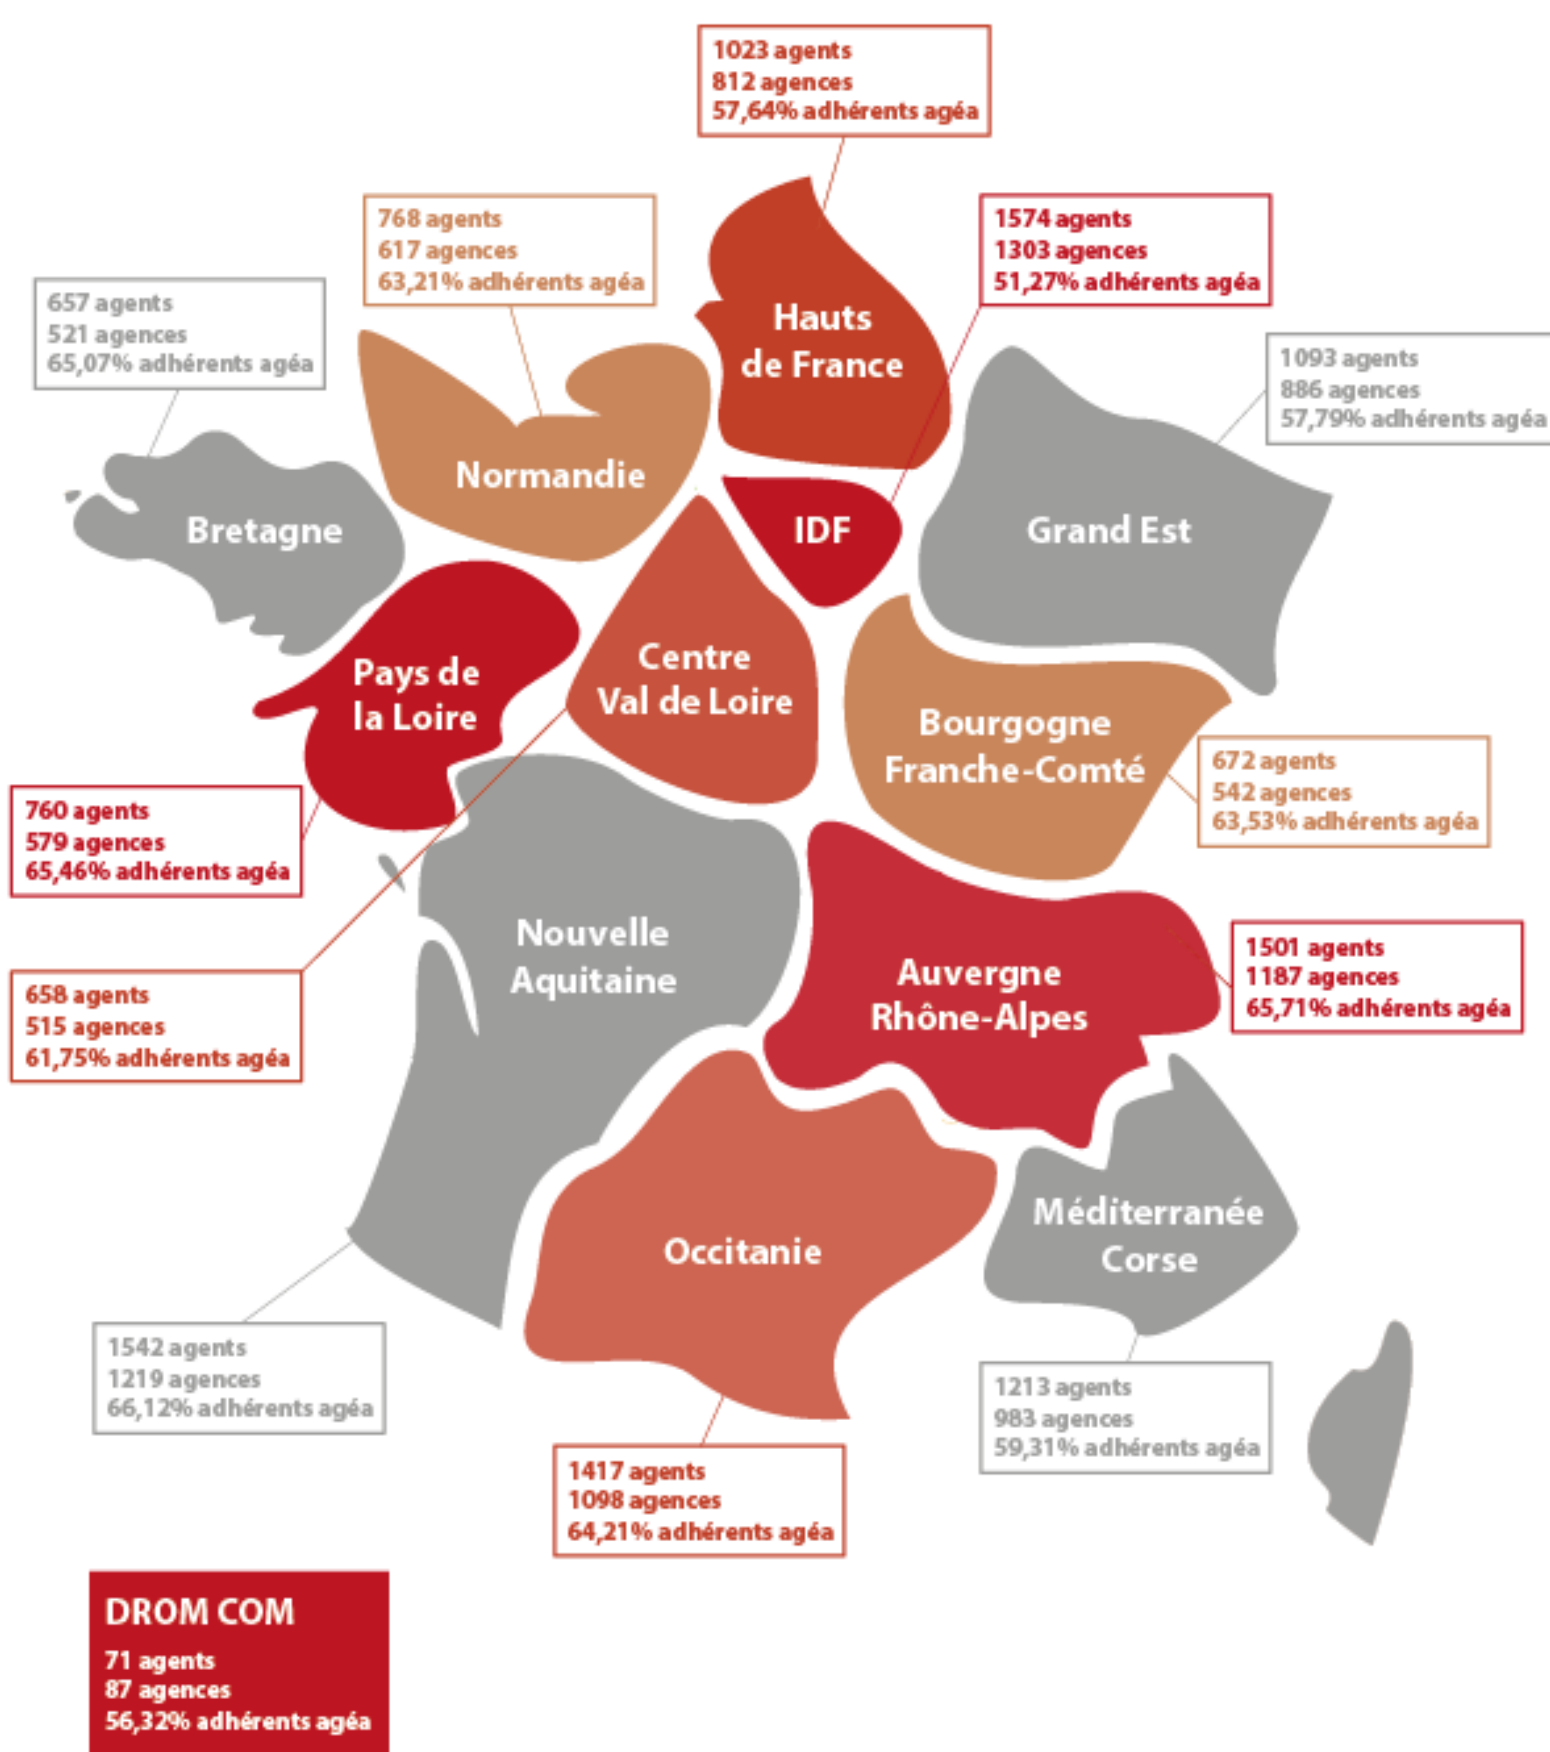 1023 agents
812 agences
57,64% adhérents agéa
768 agents
617 agences
63,21% adhérents agéa
1574 agents
1303 agences
51,27% adhérents agéa
657 agents
521 agences
65,07% adhérents agéa
1093 agents
886 agences
57,79% adhérents agéa
Hauts
de France
Normandie
Bretagne
IDF
Grand Est
Centre
Val de Loire
Pays de
la Loire
Bourgogne
Franche-Comté
672 agents
542 agences
63,53% adhérents agéa
760 agents
579 agences
65,46% adhérents agéa
Nouvelle
Aquitaine
Auvergne
Rhône-Alpes
1501 agents
1187 agences
65,71% adhérents agéa
658 agents
515 agences
61,75% adhérents agéa
Méditerranée
Corse
Occitanie
1542 agents
1219 agences
66,12% adhérents agéa
1213 agents
983 agences
59,31% adhérents agéa
1417 agents
1098 agences
64,21% adhérents agéa
DROM COM
71 agents
87 agences
56,32% adhérents agéa